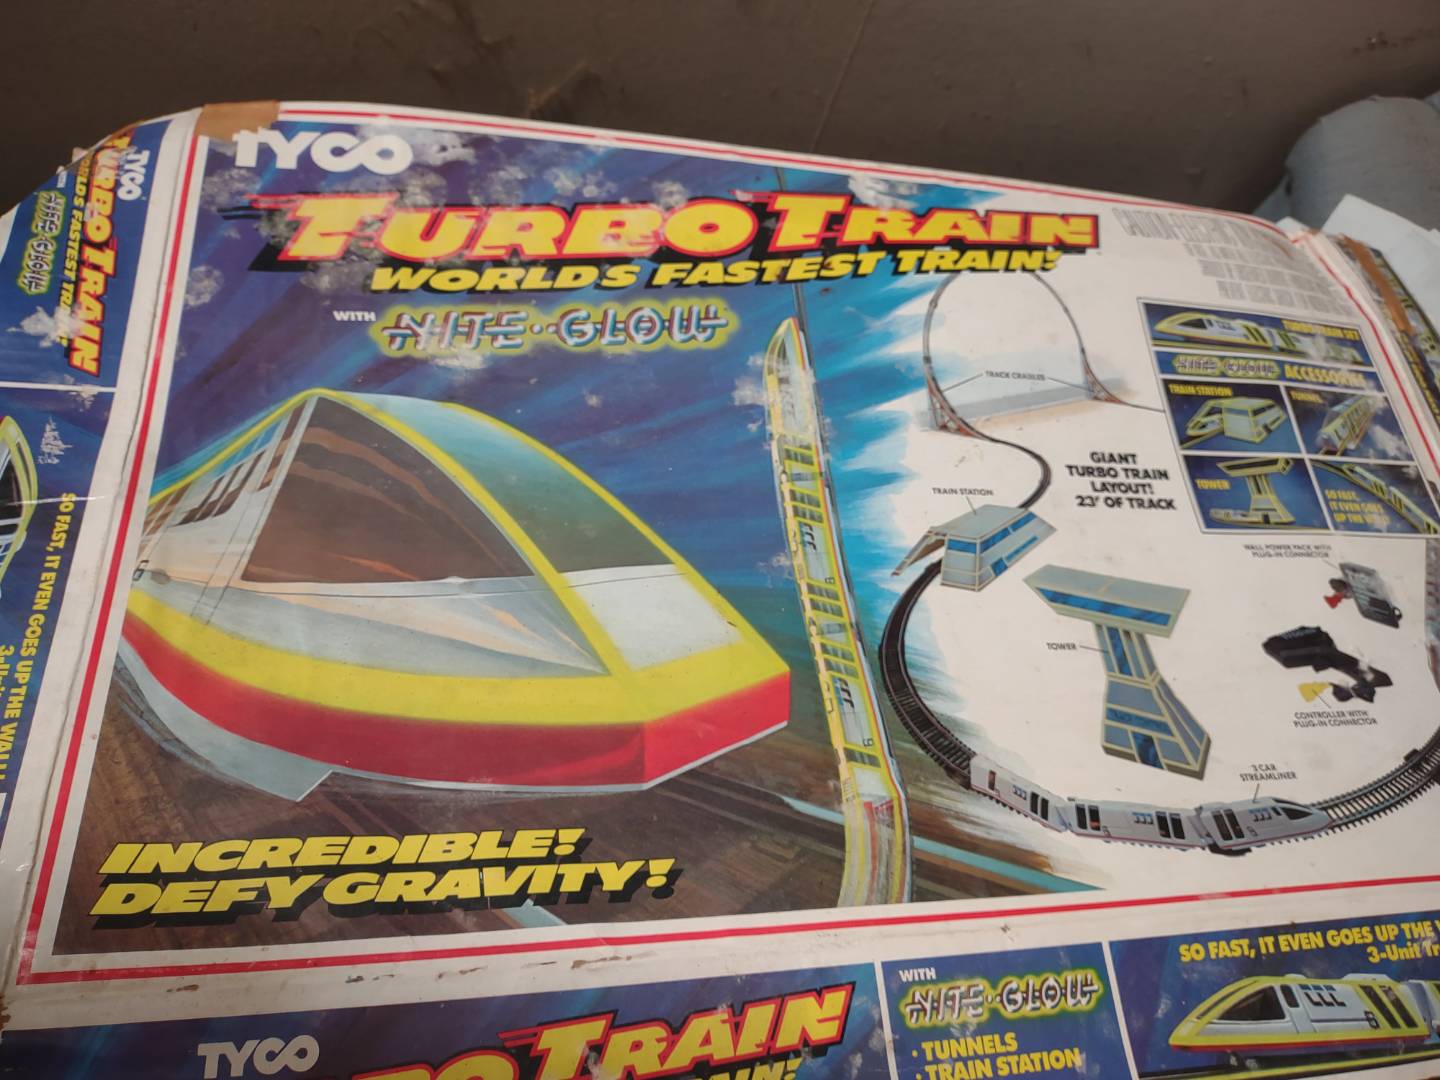 TYCO
TURBO TRAIN
WORLDS FASTEST TRAIN!
WITH NITE-GLOW
INCREDIBLE!
DEFY GRAVITY!
TRACK CRADLES
GIANT
TURBO TRAIN
LAYOUT!
23' OF TRACK
TRAIN STATION
TOWER
3 CAR
STREAMLINER
TURBO TRAIN SET
NITE-GLOW ACCESSORIES
TRAIN STATION
TUNNEL
TOWER
SO FAST,
IT EVEN GOES
UP THE WALL!
WALL POWER PACK WITH
PLUG-IN CONNECTOR
CONTROLLER WITH
PLUG-IN CONNECTOR
TYCO
TURBO TRAIN
WORLDS FASTEST TRAIN!
WITH
NITE-GLOW
SO FAST, IT EVEN GOES UP THE WALL!
TYCO
TRAIN
WITH
NITE-GLOW
· TUNNELS
· TRAIN STATION
SO FAST, IT EVEN GOES UP THE
3-Unit